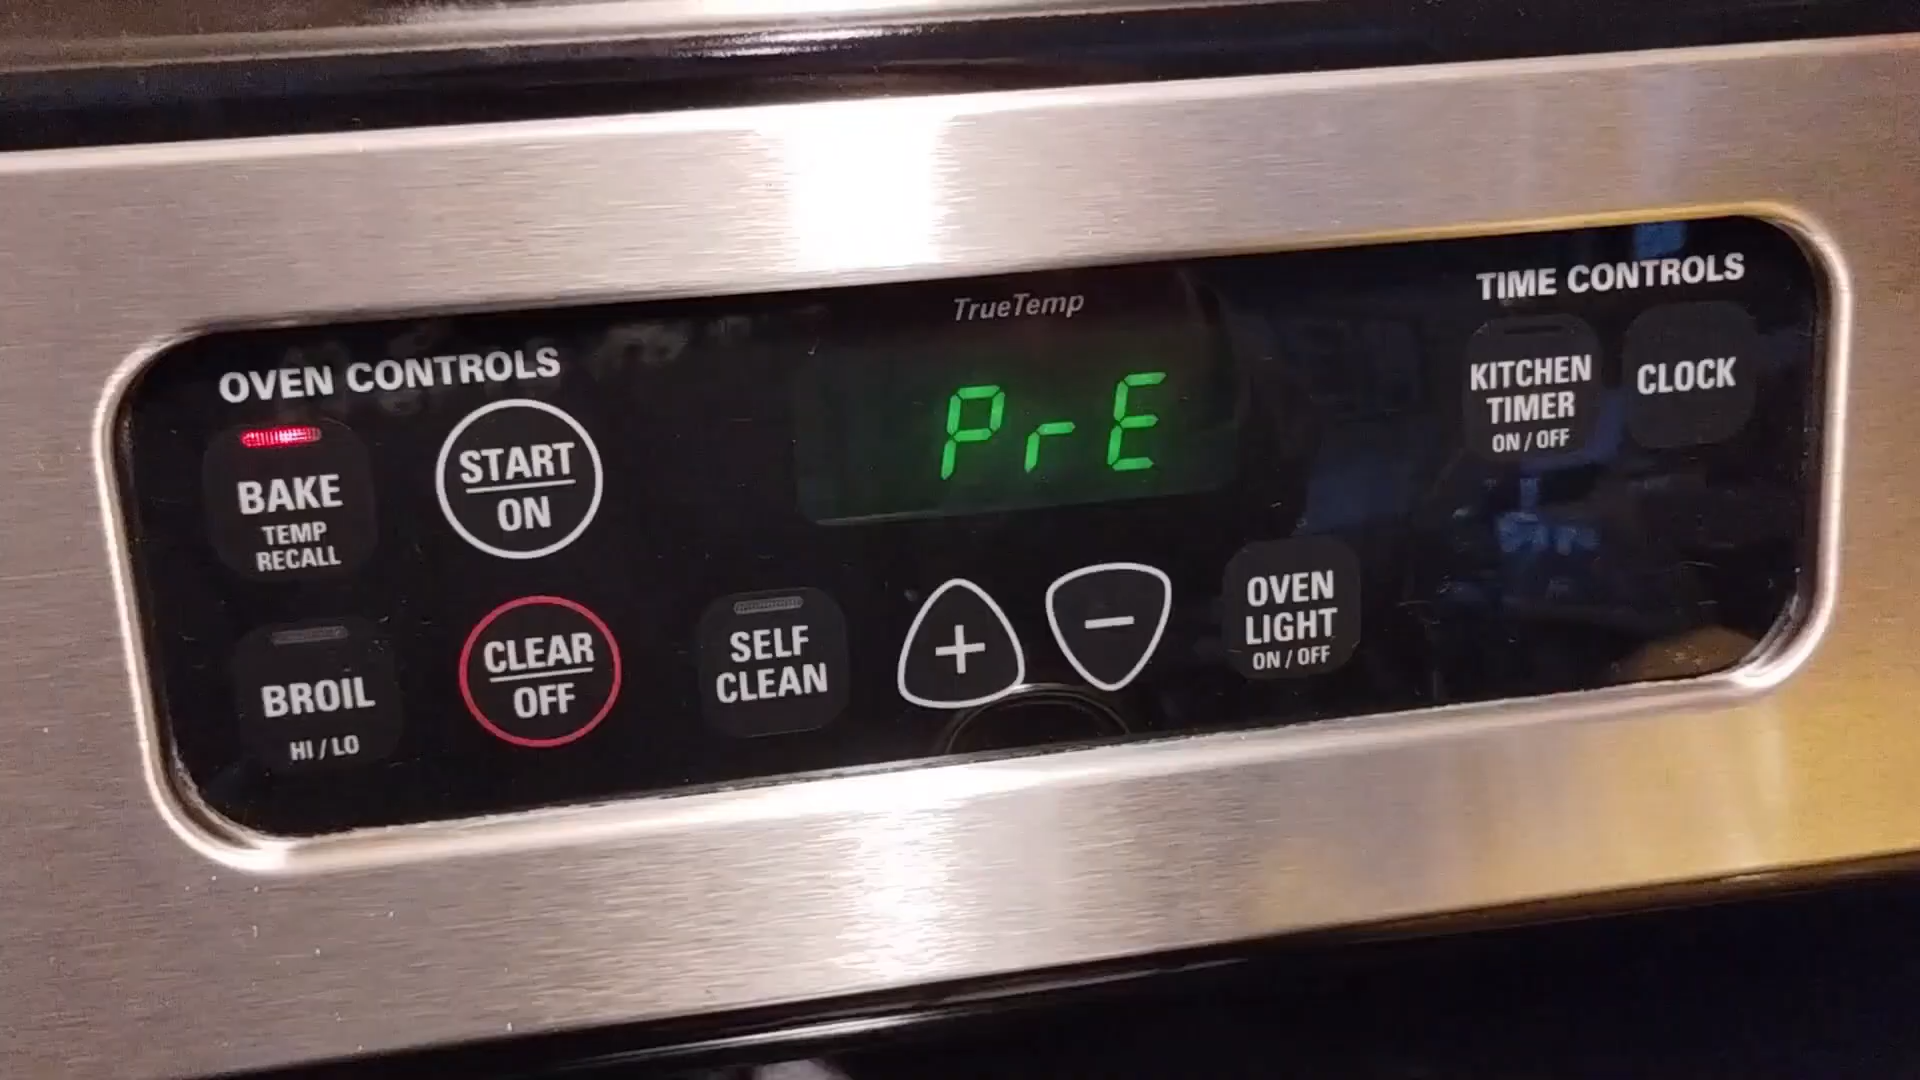 TrueTemp
PrE
OVEN CONTROLS
BAKE
TEMP
RECALL
START
ON
BROIL
HI / LO
CLEAR
OFF
SELF
CLEAN
+
−
OVEN
LIGHT
ON / OFF
TIME CONTROLS
KITCHEN
TIMER
ON / OFF
CLOCK